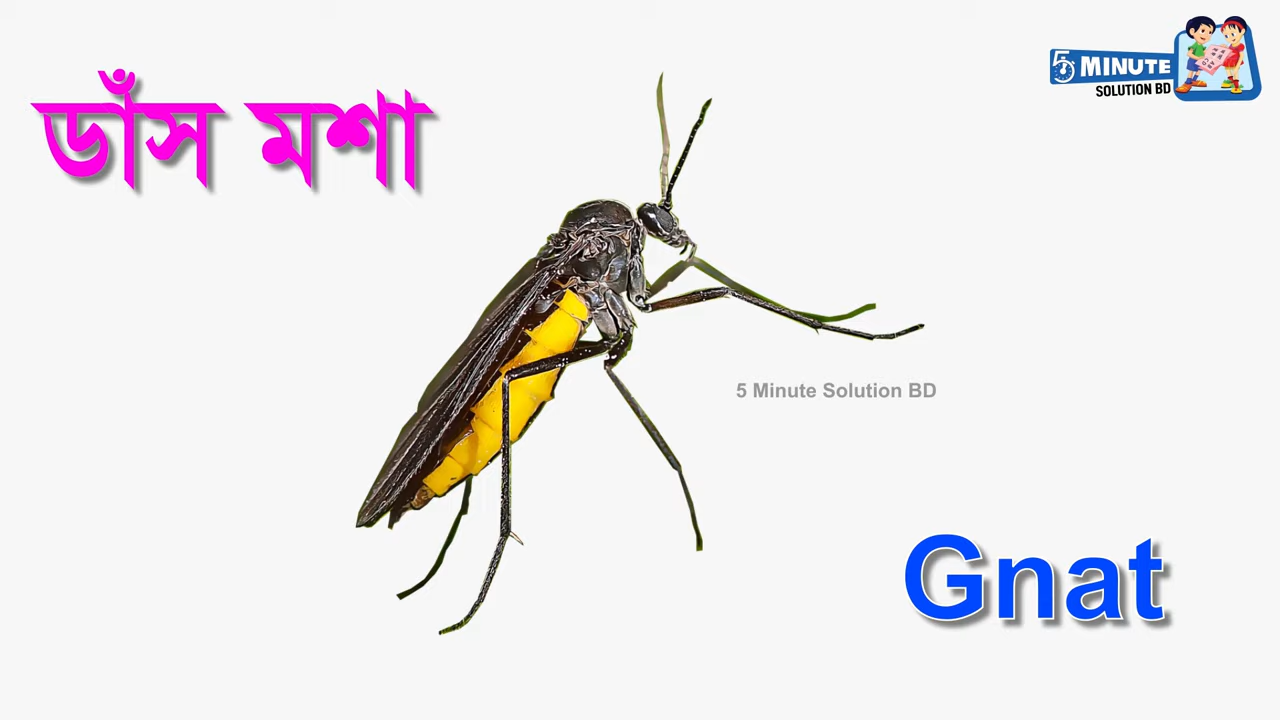 ডাঁস মশা
5 MINUTE
SOLUTION BD
5 Minute Solution BD
Gnat